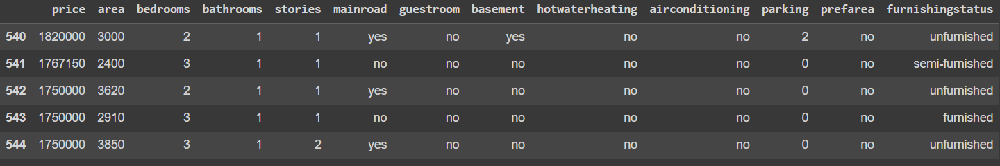 price area bedrooms bathrooms stories mainroad guestroom basement hotwaterheating airconditioning parking prefarea furnishingstatus
540 1820000 3000 2 1 1 yes no yes no no 2 no unfurnished
541 1767150 2400 3 1 1 no no no no no 0 no semi-furnished
542 1750000 3620 2 1 1 yes no no no no 0 no unfurnished
543 1750000 2910 3 1 1 no no no no no 0 no furnished
544 1750000 3850 3 1 2 yes no no no no 0 no unfurnished